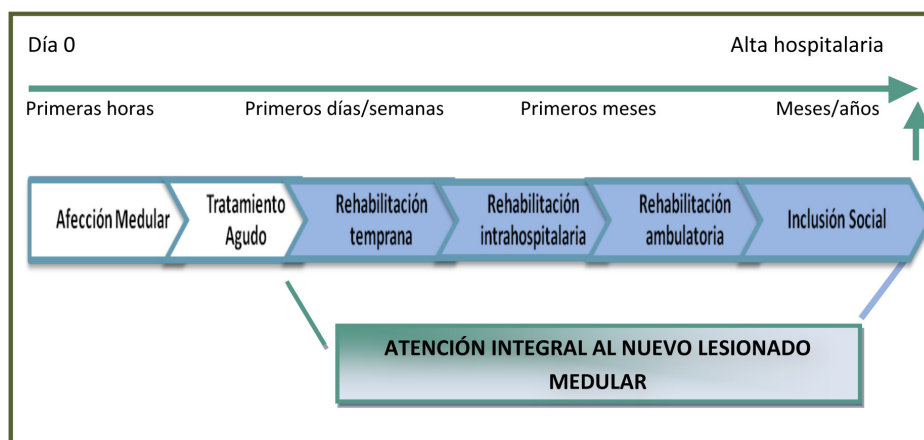 Día 0
Alta hospitalaria
Primeras horas
Primeros días/semanas
Primeros meses
Meses/años
Afección Medular
Tratamiento
Agudo
Rehabilitación
temprana
Rehabilitación
intrahospitalaria
Rehabilitación
ambulatoria
Inclusión Social
ATENCIÓN INTEGRAL AL NUEVO LESIONADO
MEDULAR